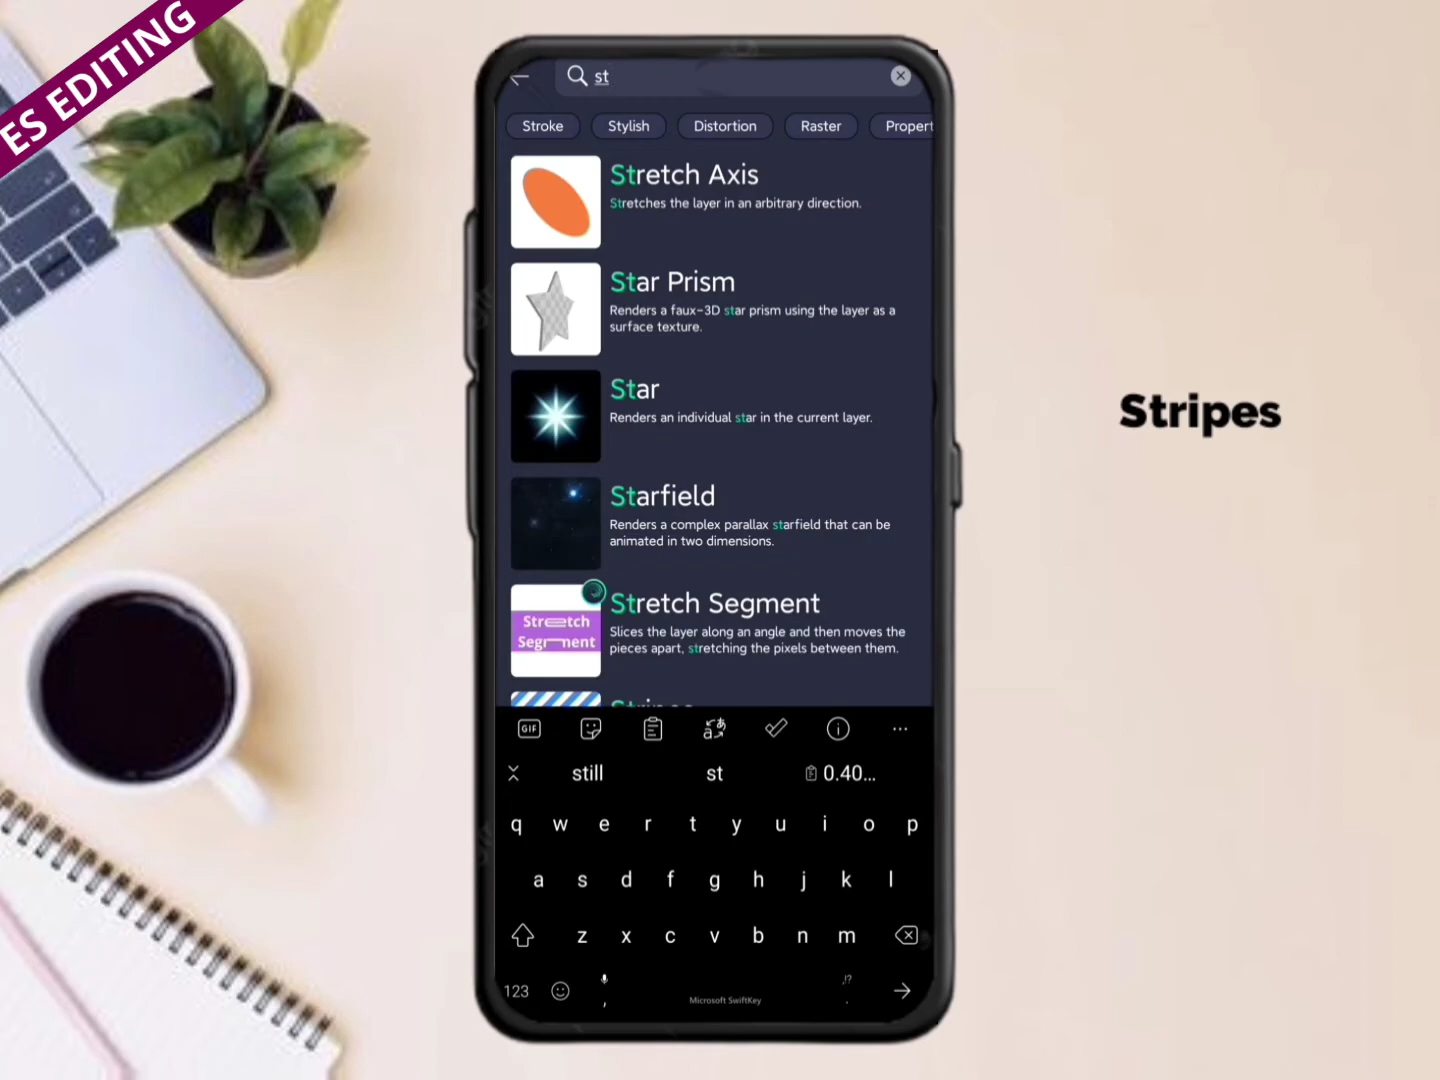 ES EDITING
st
Stroke
Stylish
Distortion
Raster
Propert
Stretch Axis
Stretches the layer in an arbitrary direction.
Star Prism
Renders a faux-3D star prism using the layer as a
surface texture.
Star
Renders an individual star in the current layer.
Starfield
Renders a complex parallax starfield that can be
animated in two dimensions.
Stretch
Segment
Stretch Segment
Slices the layer along an angle and then moves the
pieces apart, stretching the pixels between them.
Stripes
Stripes
GIF
still
st
0.40...
q w e r t y u i o p
a s d f g h j k l
z x c v b n m
123
, Microsoft SwiftKey .
,!?